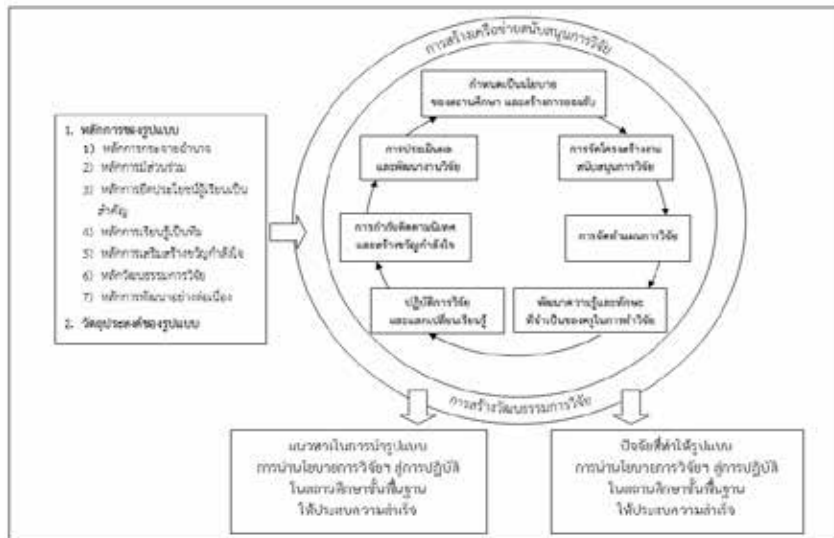 การสร้างเครือข่ายสนับสนุนการวิจัย
กำหนดเป็นนโยบาย
ของสถานศึกษา และสร้างการยอมรับ
การจัดโครงสร้างงาน
สนับสนุนการวิจัย
การจัดทำแผนการวิจัย
พัฒนาความรู้และทักษะ
ที่จำเป็นของครูในการทำวิจัย
ปฏิบัติการวิจัย
และแลกเปลี่ยนเรียนรู้
การกำกับติดตามนิเทศ
และสร้างขวัญกำลังใจ
การประเมินผล
และพัฒนางานวิจัย
การสร้างวัฒนธรรมการวิจัย
1. หลักการของรูปแบบ
1) หลักการกระจายอำนาจ
2) หลักการมีส่วนร่วม
3) หลักการยึดประโยชน์ผู้เรียนเป็น
สำคัญ
4) หลักการเรียนรู้เป็นทีม
5) หลักการเสริมสร้างขวัญกำลังใจ
6) หลักวัฒนธรรมการวิจัย
7) หลักการพัฒนาอย่างต่อเนื่อง
2. วัตถุประสงค์ของรูปแบบ
แนวทางในการนำรูปแบบ
การนำนโยบายการวิจัยฯ สู่การปฏิบัติ
ในสถานศึกษาขั้นพื้นฐาน
ให้ประสบความสำเร็จ
ปัจจัยที่ทำให้รูปแบบ
การนำนโยบายการวิจัยฯ สู่การปฏิบัติ
ในสถานศึกษาขั้นพื้นฐาน
ให้ประสบความสำเร็จ